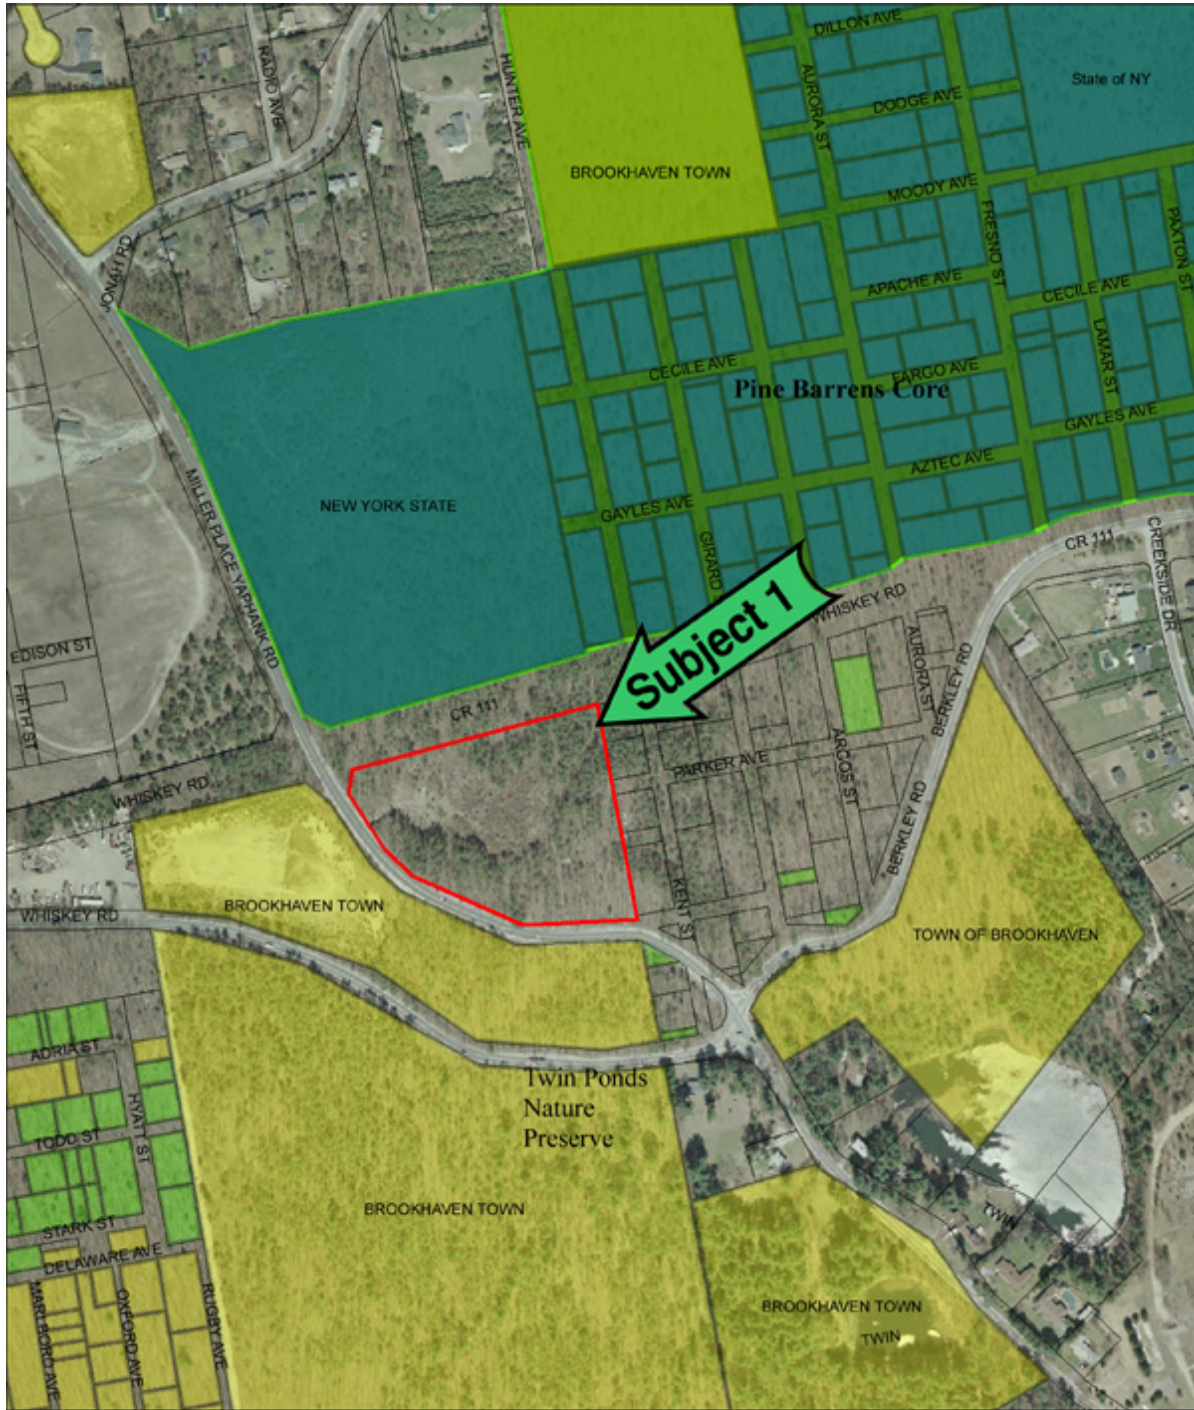 DILLON AVE
RADIO AVE
HUNTER AVE
AURORA ST
State of NY
DODGE AVE
BROOKHAVEN TOWN
MOODY AVE
FRESNO ST
PAXTON ST
JONAH RD
APACHE AVE
CECILE AVE
LAMAR ST
CECILE AVE
FARGO AVE
Pine Barrens Core
GAYLES AVE
AZTEC AVE
MILLER PLACE YAPHANK RD
NEW YORK STATE
GAYLES AVE
GIRARD
CR 111
CREEKSIDE DR
Subject 1
WHISKEY RD
EDISON ST
FIFTH ST
AURORA ST
BERKLEY RD
CR 111
PARKER AVE
ARGOS ST
WHISKEY RD
BERKLEY RD
KENT ST
BROOKHAVEN TOWN
WHISKEY RD
TOWN OF BROOKHAVEN
ADRIA ST
HYATT ST
Twin Ponds
Nature
Preserve
TODD ST
BROOKHAVEN TOWN
TWIN
STARK ST
DELAWARE AVE
MARLBORO AVE
OXFORD AVE
RUGBY AVE
BROOKHAVEN TOWN
TWIN